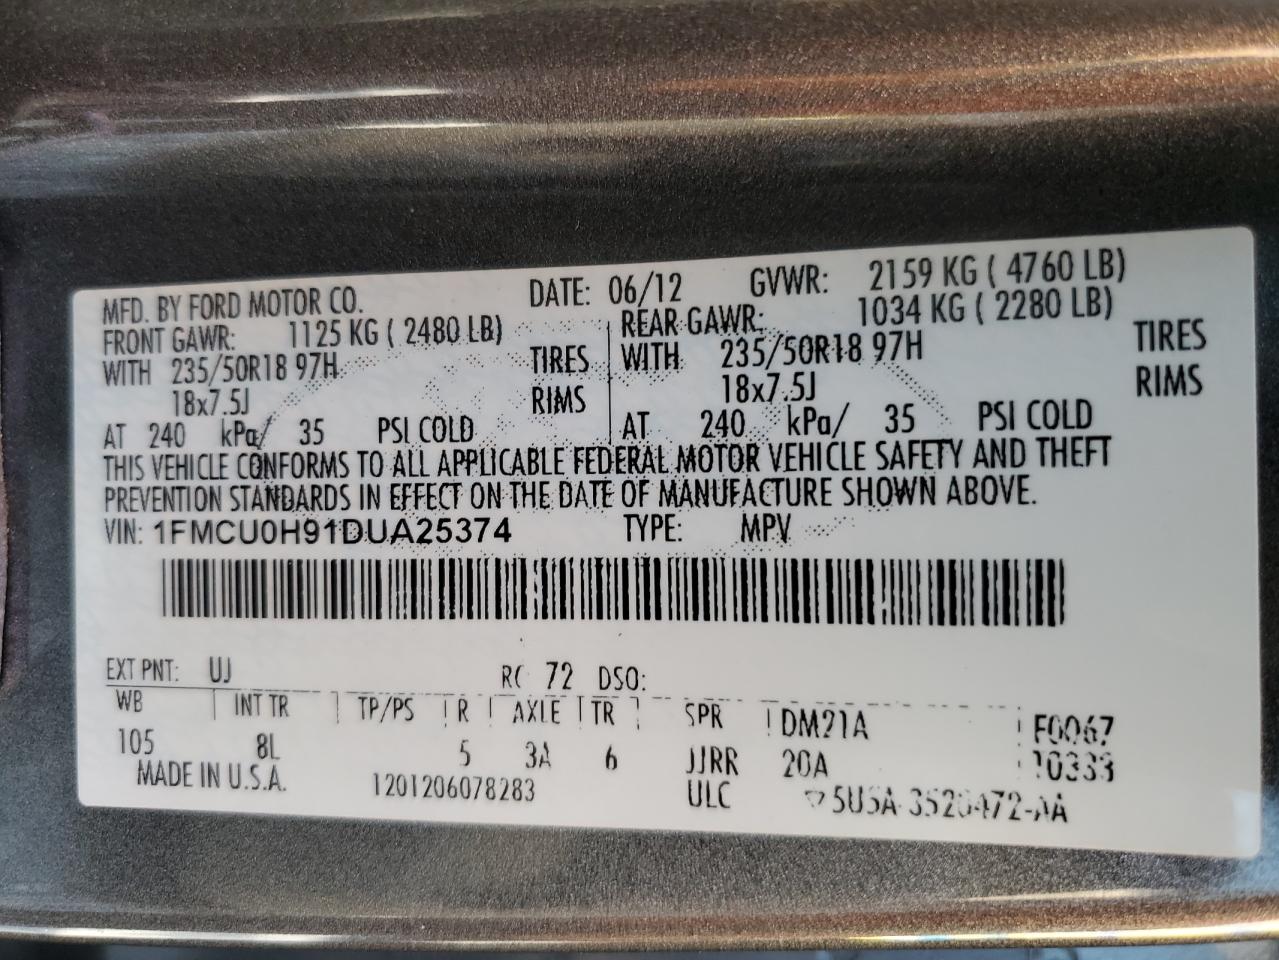 MFD. BY FORD MOTOR CO. DATE: 06/12 GVWR: 2159 KG ( 4760 LB)
FRONT GAWR: 1125 KG ( 2480 LB) REAR GAWR: 1034 KG ( 2280 LB)
WITH 235/50R18 97H TIRES WITH 235/50R18 97H TIRES
18x7.5J RIMS 18x7.5J RIMS
AT 240 kPa/ 35 PSI COLD AT 240 kPa/ 35 PSI COLD
THIS VEHICLE CONFORMS TO ALL APPLICABLE FEDERAL MOTOR VEHICLE SAFETY AND THEFT
PREVENTION STANDARDS IN EFFECT ON THE DATE OF MANUFACTURE SHOWN ABOVE.
VIN: 1FMCU0H91DUA25374 TYPE: MPV
EXT PNT: UJ RC 72 DSO:
WB INT TR TP/PS R AXLE TR SPR DM21A F0067
105 8L 5 3A 6 JJRR 20A
MADE IN U.S.A. 1201206078283 ULC